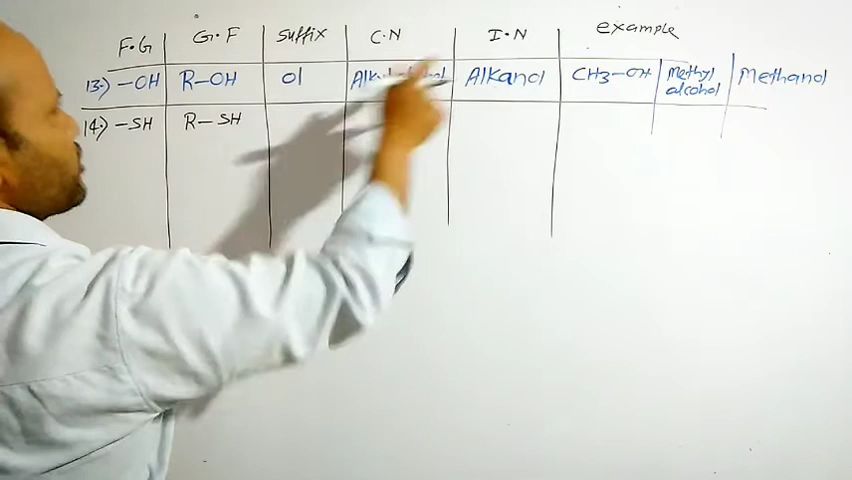 F.G G.F suffix C.N I.N example
13.) -OH R-OH ol Alkanol CH3-OH Methyl alcohol Methanol
14.) -SH R-SH